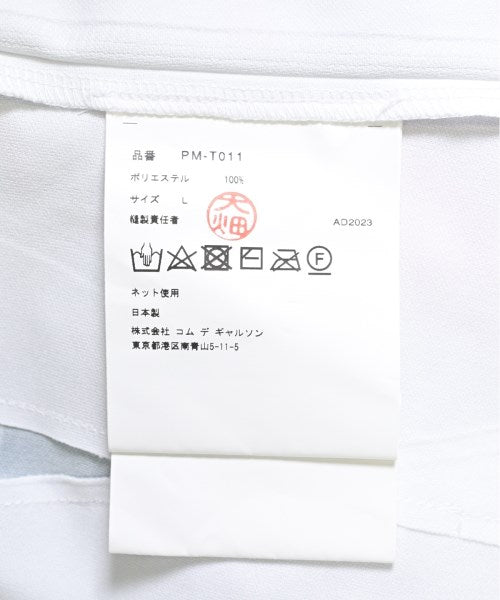 品番 PM-T011
ポリエステル 100%
サイズ L
縫製責任者 大畑 AD2023
F
ネット使用
日本製
株式会社 コム デ ギャルソン
東京都港区南青山5-11-5